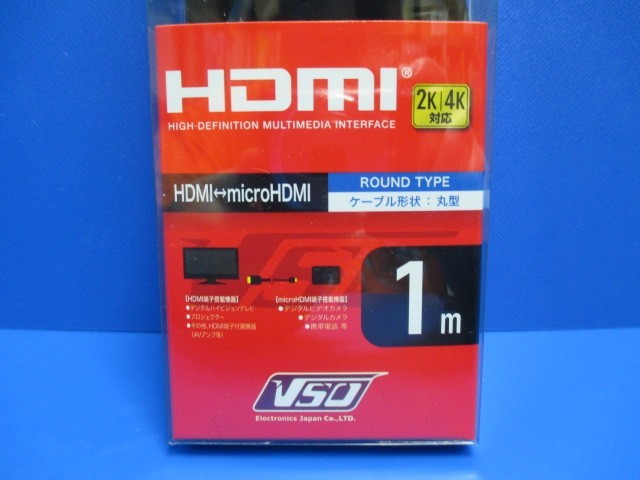 HDMI®
HIGH-DEFINITION MULTIMEDIA INTERFACE
2K|4K
対応
HDMI↔microHDMI
ROUND TYPE
ケーブル形状：丸型
1m
【HDMI端子搭載機器】
●デジタルハイビジョンテレビ
●プロジェクター
●その他、HDMI端子付属機器
(AVアンプ等)
【microHDMI端子搭載機器】
●デジタルビデオカメラ
●デジタルカメラ
●携帯電話 等
VSO
Electronics Japan Co.,LTD.